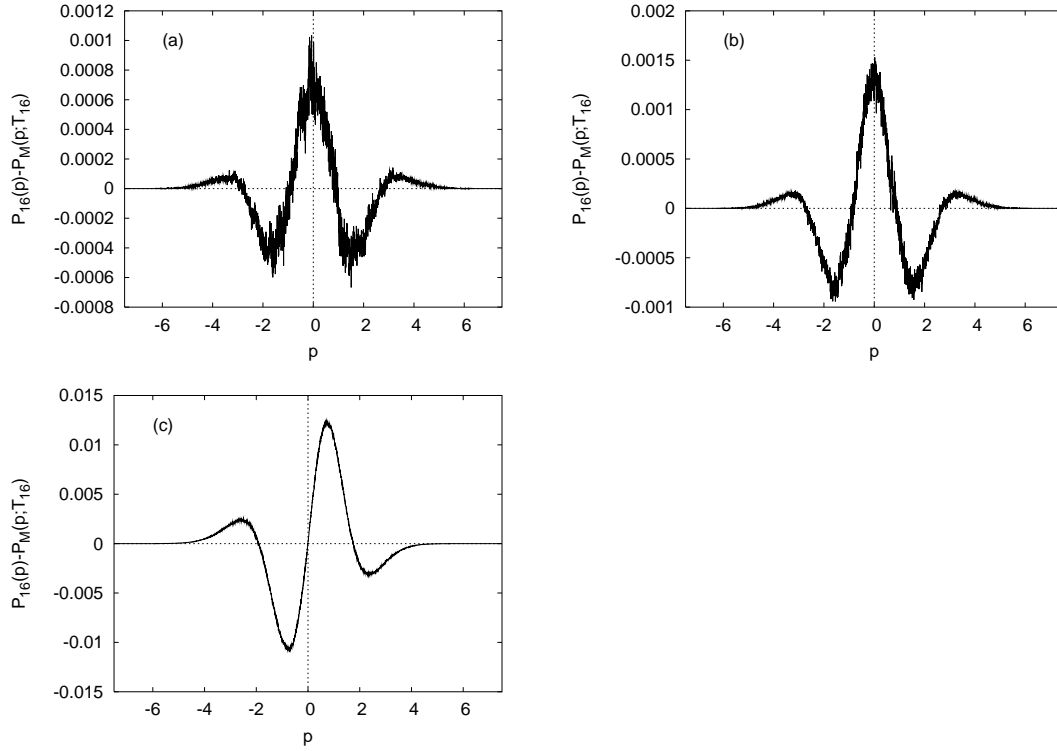 (a)
P16(p)-PM(p;T16)
0.0012
0.001
0.0008
0.0006
0.0004
0.0002
0
-0.0002
-0.0004
-0.0006
-0.0008
-6 -4 -2 0 2 4 6
p
(b)
P16(p)-PM(p;T16)
0.002
0.0015
0.001
0.0005
0
-0.0005
-0.001
-6 -4 -2 0 2 4 6
p
(c)
P16(p)-PM(p;T16)
0.015
0.01
0.005
0
-0.005
-0.01
-0.015
-6 -4 -2 0 2 4 6
p